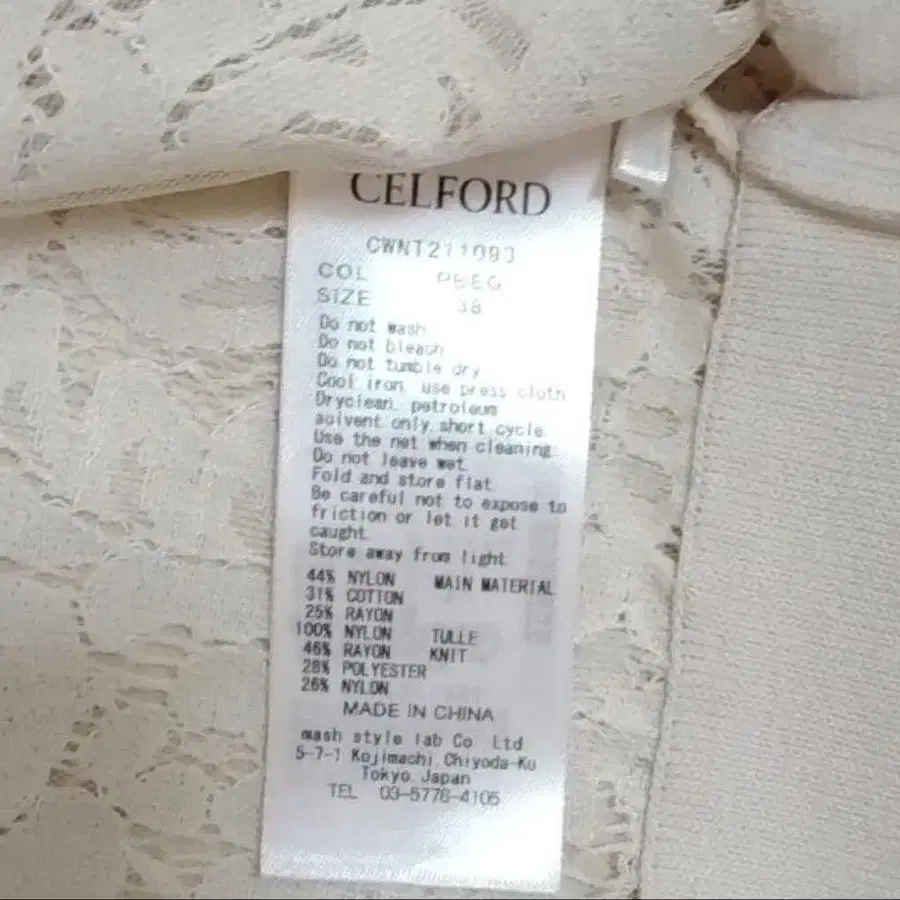 CELFORD
CWNT211093
COL PBEG
SIZE 38
Do not wash
Do not bleach
Do not tumble dry
Cool iron, use press cloth
Dryclean, petroleum
solvent only, short cycle
Use the net when cleaning.
Do not leave wet.
Fold and store flat.
Be careful not to expose to
friction or let it get
caught.
Store away from light.
44% NYLON MAIN MATERIAL
31% COTTON
25% RAYON
100% NYLON TULLE
46% RAYON KNIT
28% POLYESTER
26% NYLON
MADE IN CHINA
mash style lab Co. Ltd
5-7-1 Kojimachi, Chiyoda-Ku
Tokyo Japan
TEL 03-5778-4105